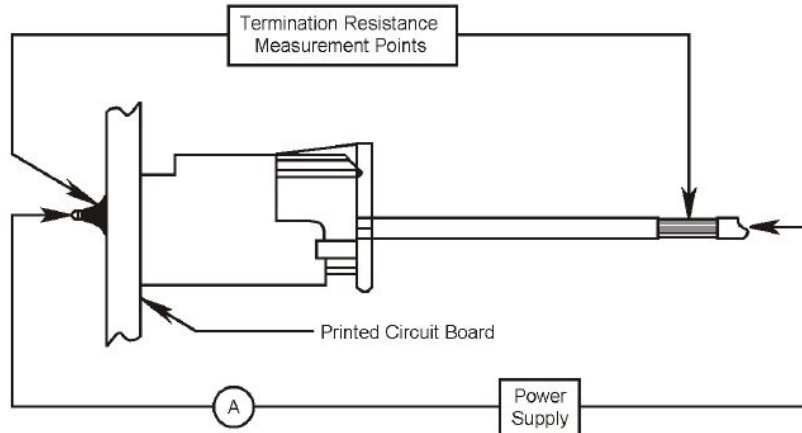 Termination Resistance
Measurement Points
Printed Circuit Board
A
Power
Supply